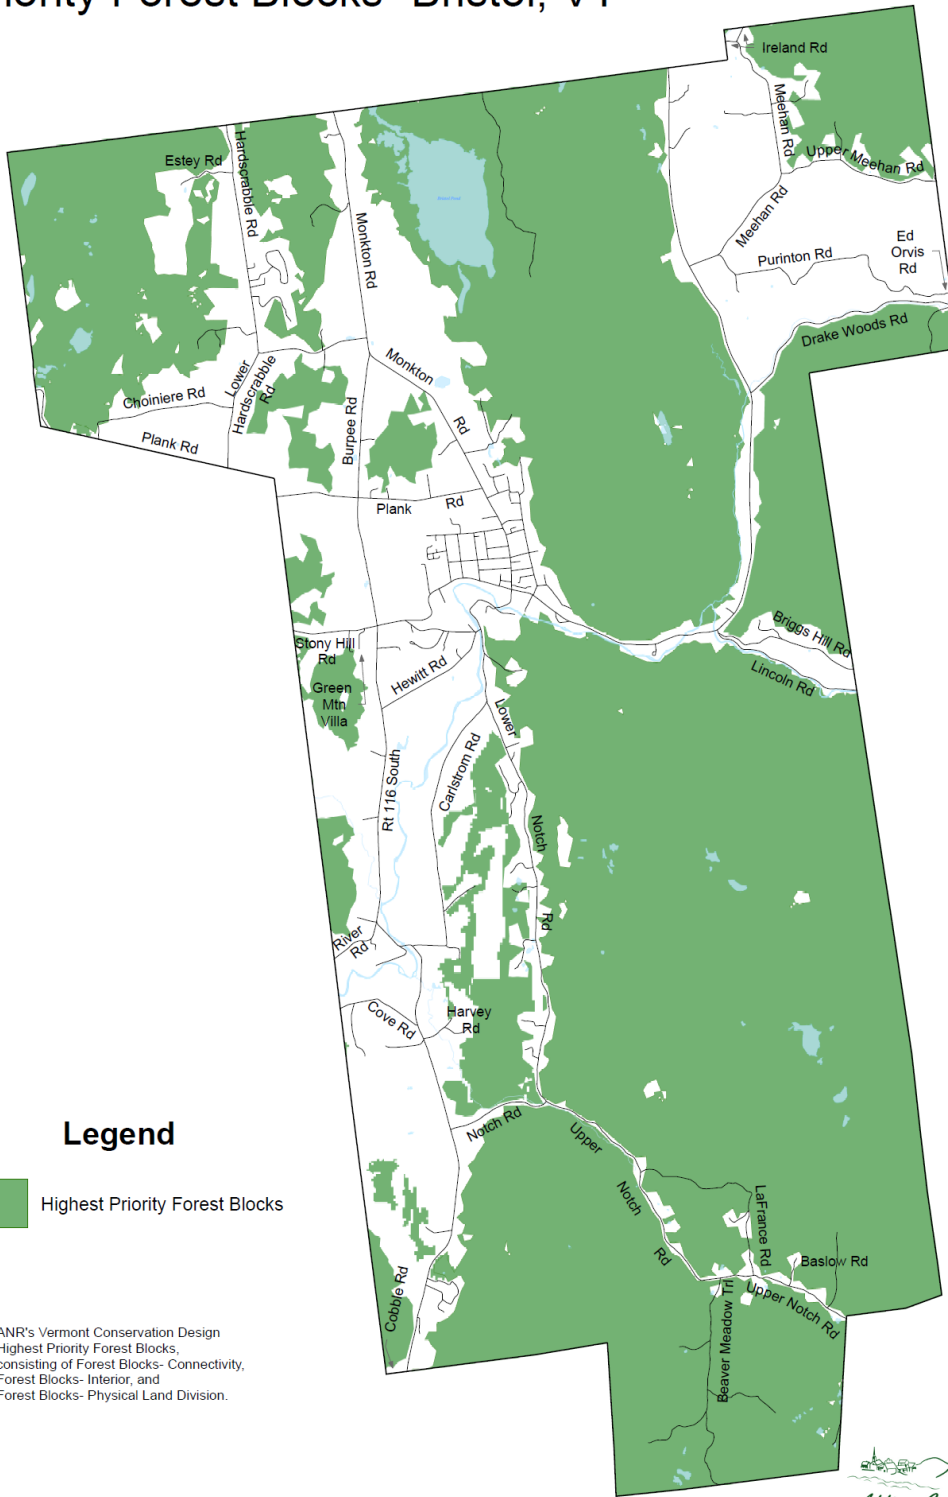 Priority Forest Blocks- Bristol, VT
Ireland Rd
Meehan Rd
Upper Meehan Rd
Estey Rd
Hardscrabble Rd
Monkton Rd
Meehan Rd
Ed
Orvis
Rd
Purinton Rd
Drake Woods Rd
Monkton
Rd
Lower
Hardscrabble
Rd
Choiniere Rd
Burpee Rd
Plank Rd
Plank
Rd
Briggs Hill Rd
Stony Hill
Rd
Hewitt Rd
Lincoln Rd
Green
Mtn
Villa
Lower
Notch
Rd
Carlstrom Rd
Rt 116 South
River
Rd
Cove Rd
Harvey
Rd
Notch Rd
Upper
Notch
Rd
Legend
Highest Priority Forest Blocks
LaFrance Rd
Baslow Rd
Cobble Rd
Beaver Meadow Trl
Upper Notch Rd
ANR's Vermont Conservation Design
Highest Priority Forest Blocks,
consisting of Forest Blocks- Connectivity,
Forest Blocks- Interior, and
Forest Blocks- Physical Land Division.